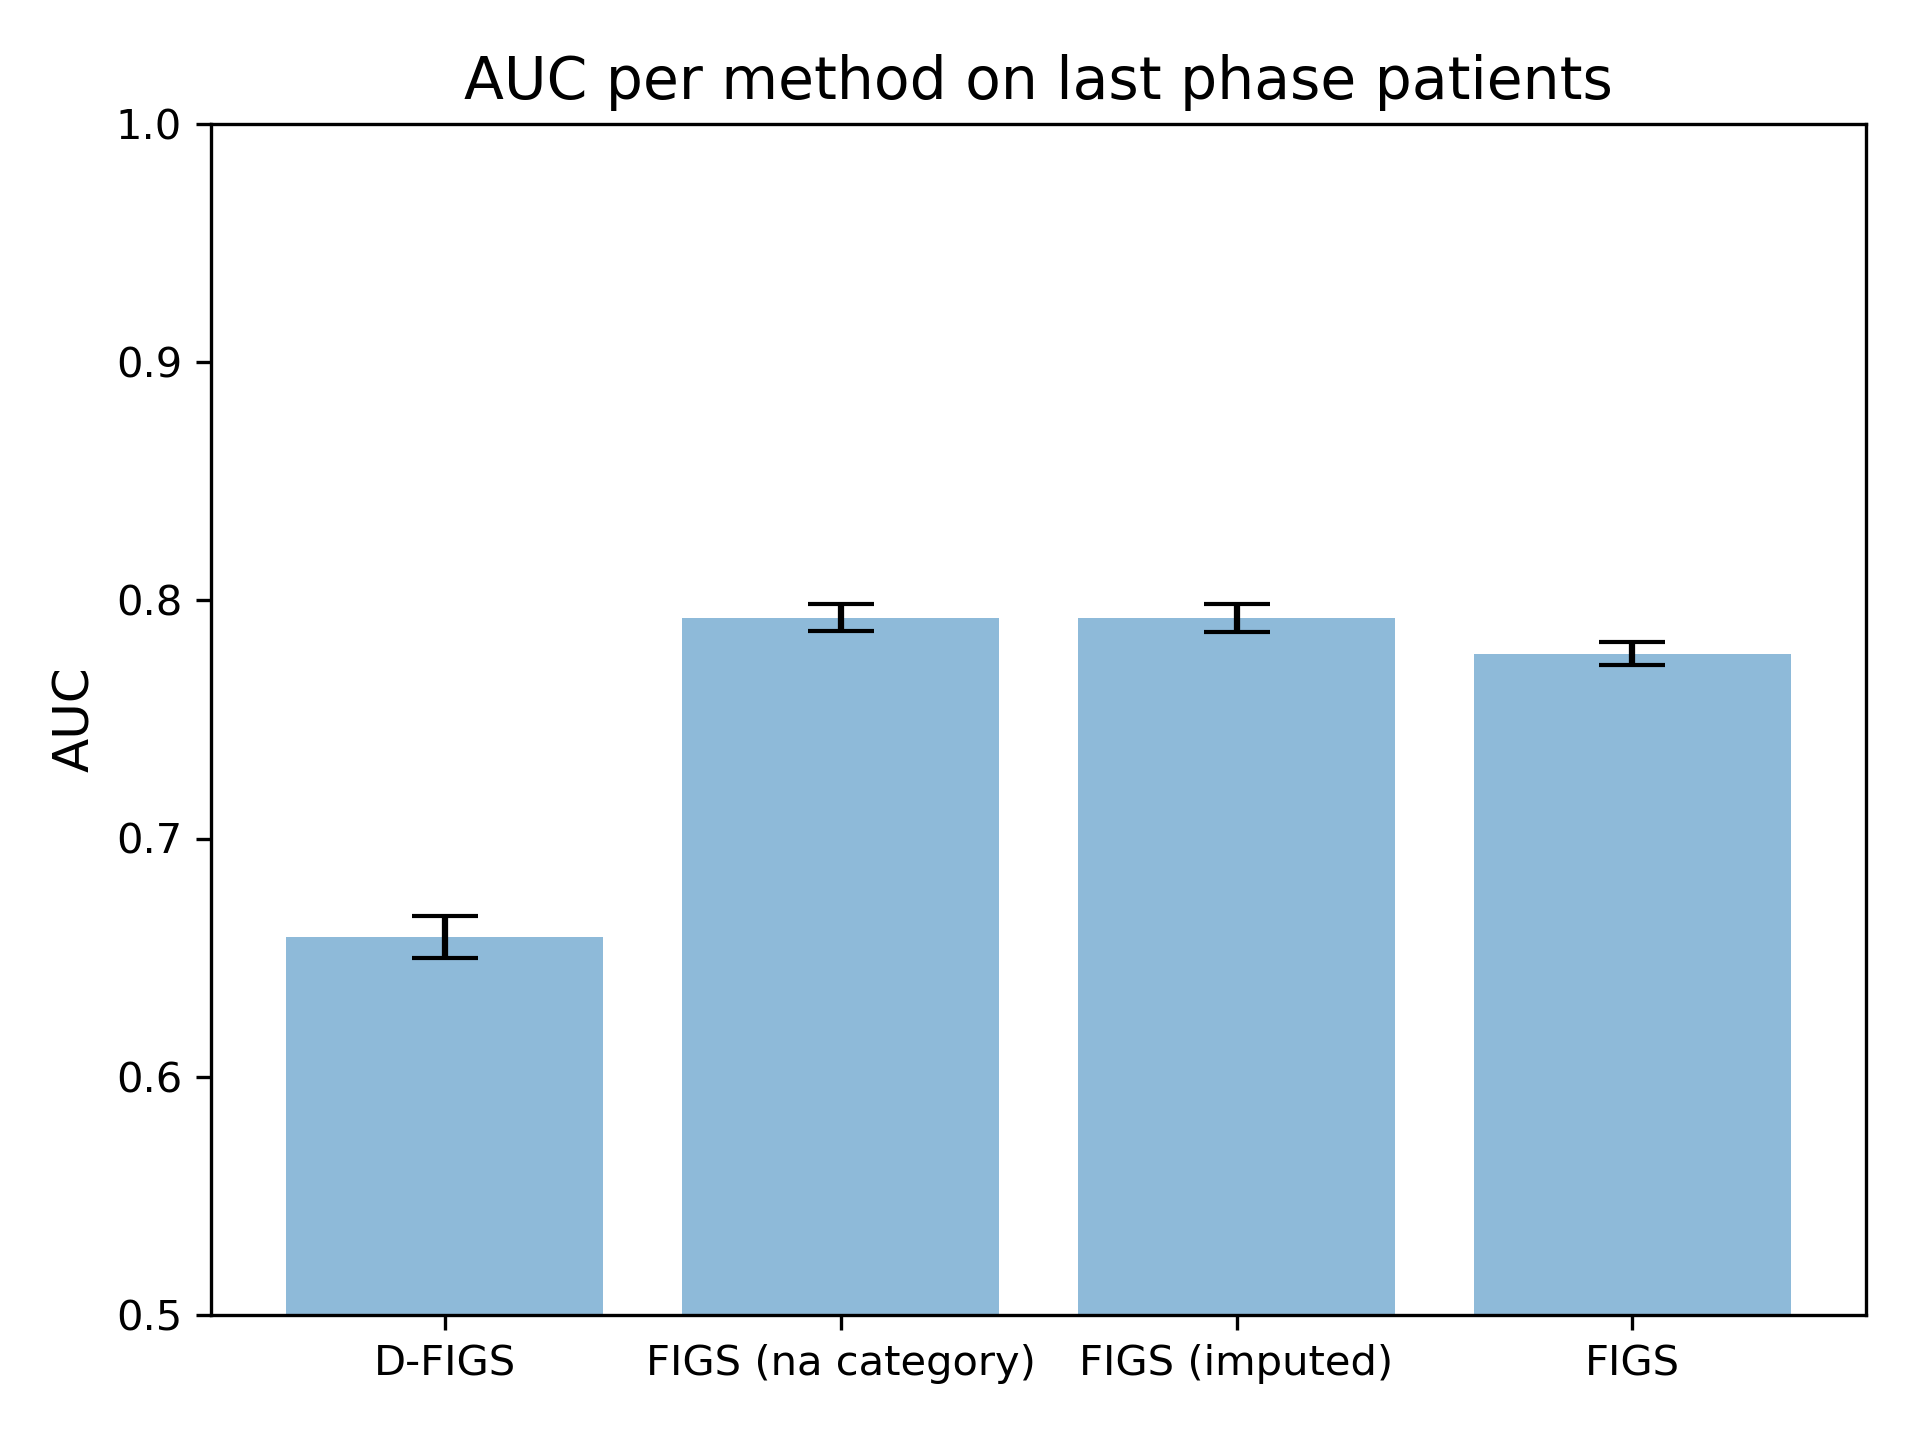 AUC per method on last phase patients
1.0
0.9
0.8
0.7
0.6
0.5
AUC
D-FIGS
FIGS (na category)
FIGS (imputed)
FIGS